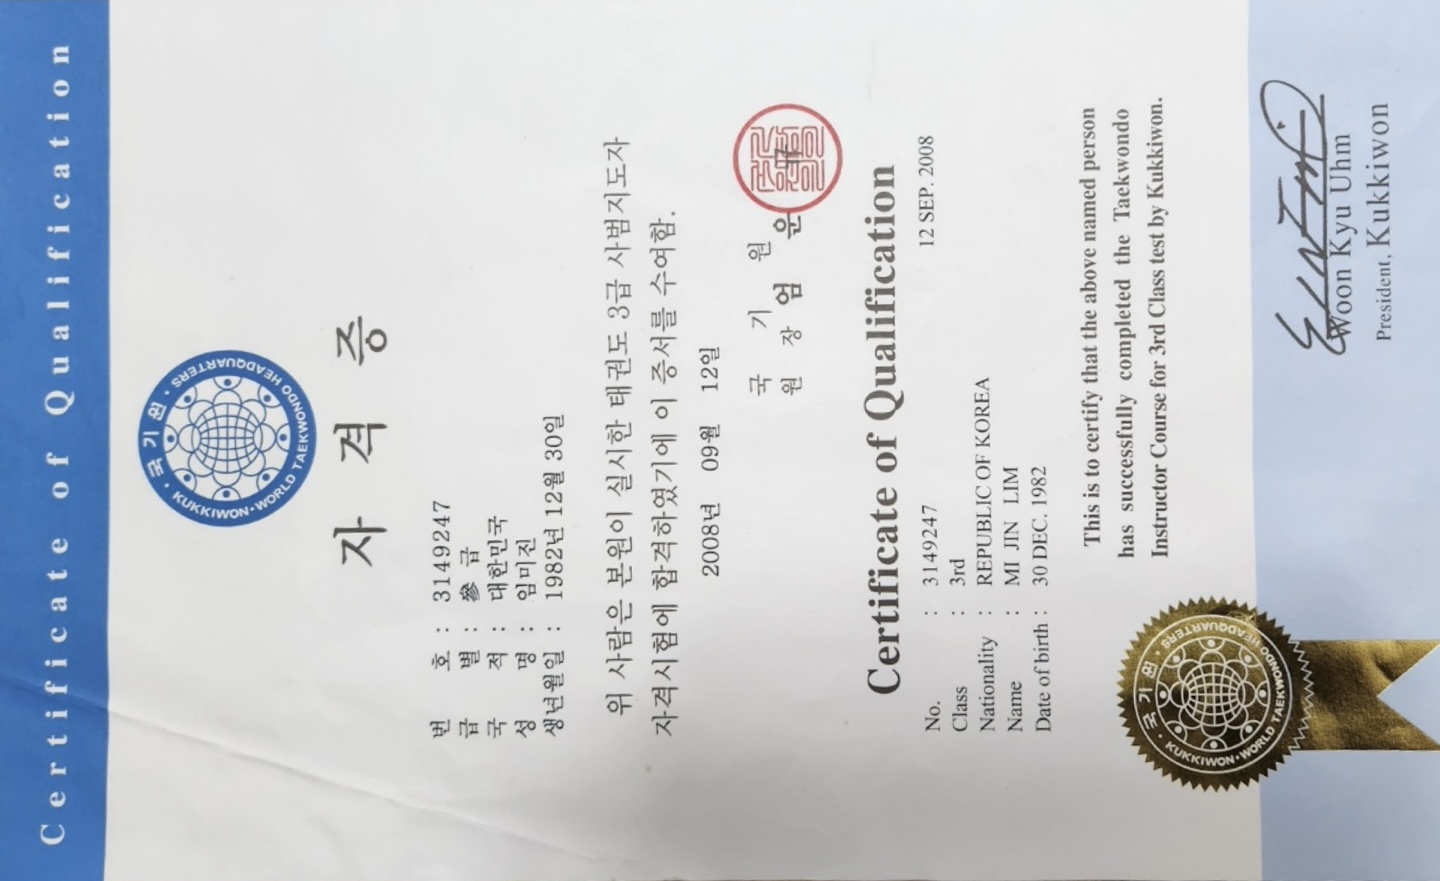 Certificate of Qualification
국기원 · WORLD TAEKWONDO HEADQUARTERS · KUKKIWON
자격증
번 호 : 3149247
급 별 : 參 급
국 적 : 대한민국
성 명 : 임미진
생년월일 : 1982년 12월 30일
위 사람은 본원이 실시한 태권도 3급 사범지도자
자격시험에 합격하였기에 이 증서를 수여함.
2008년 09월 12일
국 기 원
원 장 엄 운 규
Certificate of Qualification
No. : 3149247 12 SEP. 2008
Class : 3rd
Nationality : REPUBLIC OF KOREA
Name : MI JIN LIM
Date of birth : 30 DEC. 1982
This is to certify that the above named person
has successfully completed the Taekwondo
Instructor Course for 3rd Class test by Kukkiwon.
국기원 · WORLD TAEKWONDO HEADQUARTERS · KUKKIWON
Woon Kyu Uhm
President, Kukkiwon